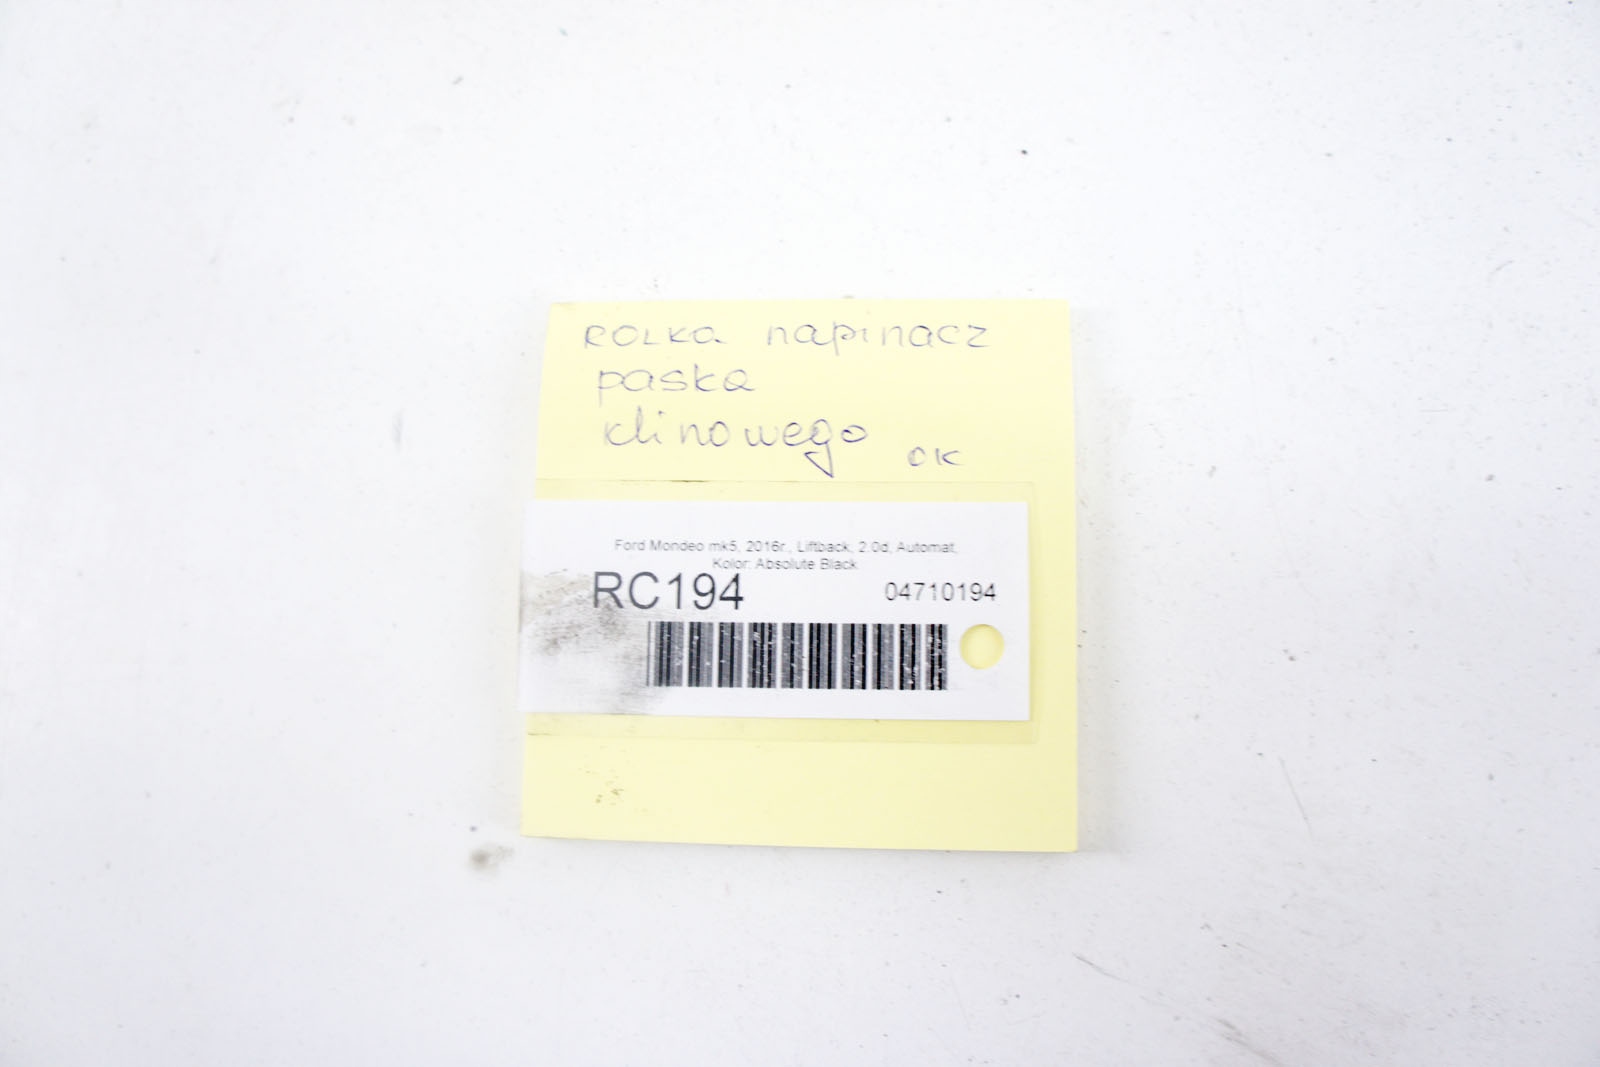 ROLKA napinacz
paska
klinowego OK
Ford Mondeo mk5, 2016r., Liftback, 2.0d, Automat,
Kolor: Absolute Black
RC194 04710194